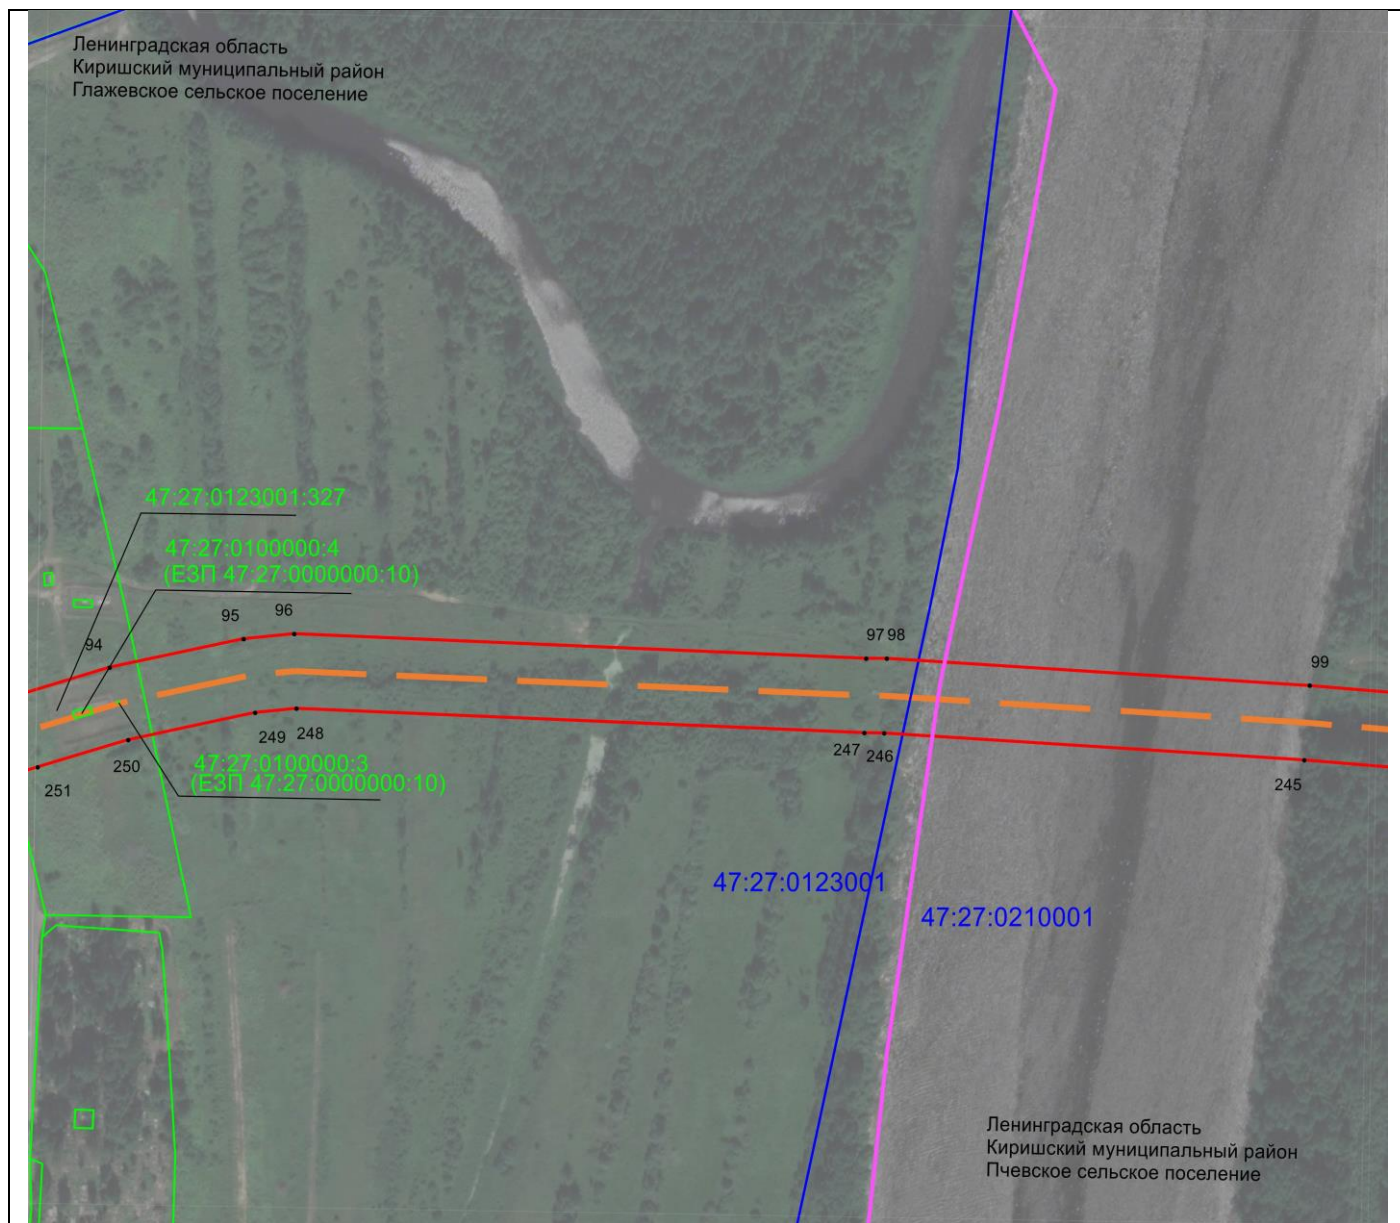 Ленинградская область
Киришский муниципальный район
Глажевское сельское поселение
47:27:0123001:327
47:27:0100000:4
(ЕЗП 47:27:0000000:10)
94
95
96
97 98
99
251
250
249
248
247
246
245
47:27:0100000:3
(ЕЗП 47:27:0000000:10)
47:27:0123001
47:27:0210001
Ленинградская область
Киришский муниципальный район
Пчевское сельское поселение